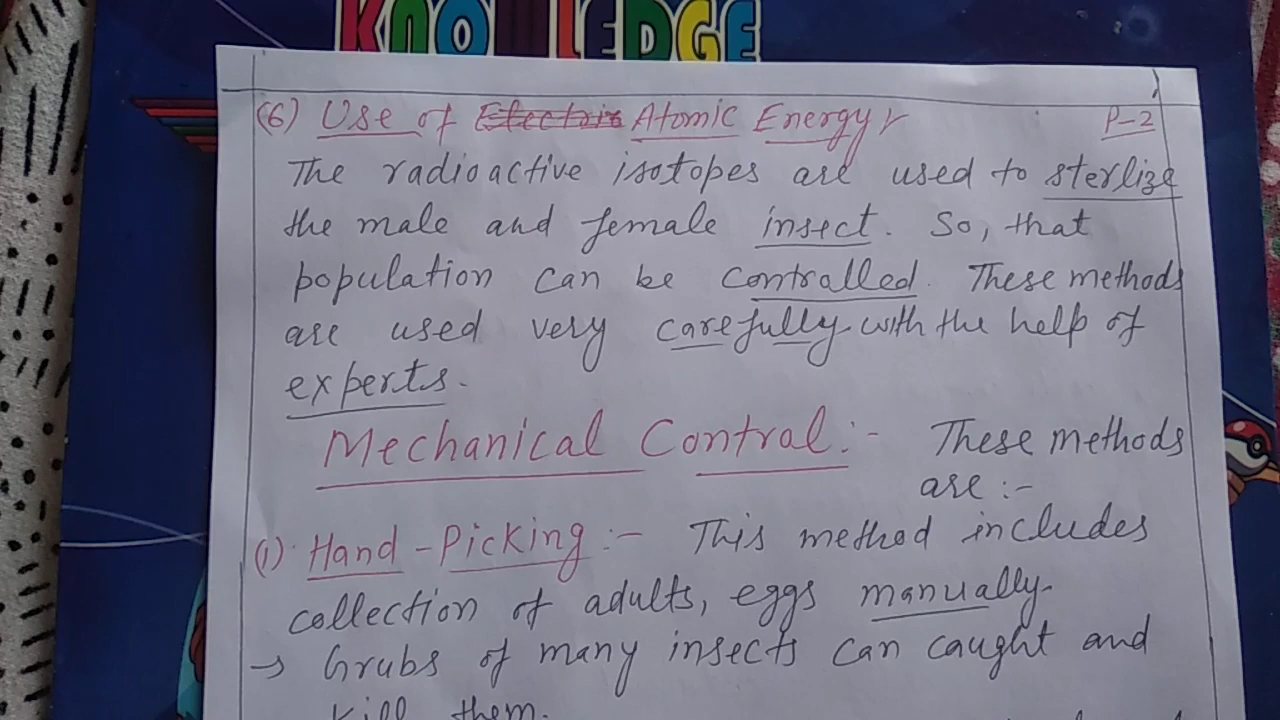 KNOWLEDGE
(6) Use of Electric Atomic Energy P-2
The radioactive isotopes are used to sterlize
the male and female insect. So, that
population can be contralled. These methods
are used very carefully with the help of
experts.
Mechanical Contral:- These methods
are :-
(1) Hand-Picking:- This method includes
collection of adults, eggs manually.
→ Grubs of many insects can caught and
kill them.